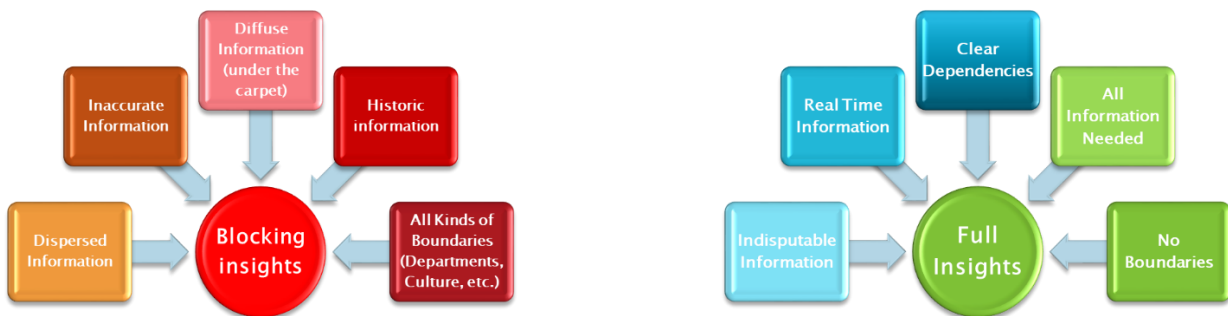 Dispersed
Information
Inaccurate
Information
Diffuse
Information
(under the
carpet)
Historic
information
All Kinds of
Boundaries
(Departments,
Culture, etc.)
Blocking
insights
Indisputable
Information
Real Time
Information
Clear
Dependencies
All
Information
Needed
No
Boundaries
Full
Insights